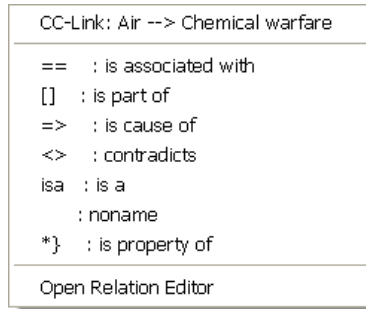 CC-Link: Air --> Chemical warfare
== : is associated with
[] : is part of
=> : is cause of
<> : contradicts
isa : is a
: noname
*} : is property of
Open Relation Editor